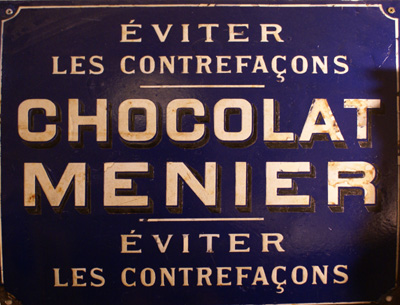 ÉVITER
LES CONTREFAÇONS
CHOCOLAT
MENIER
ÉVITER
LES CONTREFAÇONS